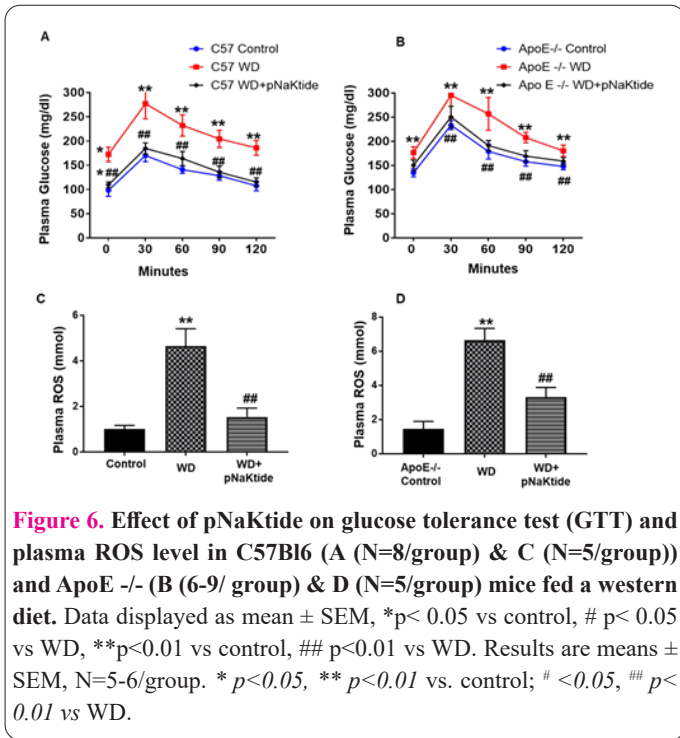 A
C57 Control
C57 WD
C57 WD+pNaKtide
Plasma Glucose (mg/dl)
300
250
200
150
100
50
0
** ** ** ** *
* ## ## ## ## ##
0 30 60 90 120
Minutes
B
ApoE-/- Control
ApoE-/- WD
Apo E -/- WD+pNaKtide
Plasma Glucose (mg/dl)
300
250
200
150
100
50
0
** ** ** ** **
## ## ## ##
0 30 60 90 120
Minutes
C
Plasma ROS (mmol)
6
4
2
0
**
##
Control WD WD+
pNaKtide
D
Plasma ROS (mmol)
8
6
4
2
0
**
##
ApoE-/-
Control
WD WD+
pNaKtide
Figure 6. Effect of pNaKtide on glucose tolerance test (GTT) and
plasma ROS level in C57Bl6 (A (N=8/group) & C (N=5/group))
and ApoE -/- (B (6-9/ group) & D (N=5/group) mice fed a western
diet. Data displayed as mean ± SEM, *p< 0.05 vs control, # p< 0.05
vs WD, **p<0.01 vs control, ## p<0.01 vs WD. Results are means ±
SEM, N=5-6/group. * p<0.05, ** p<0.01 vs. control; # <0.05, ## p<
0.01 vs WD.